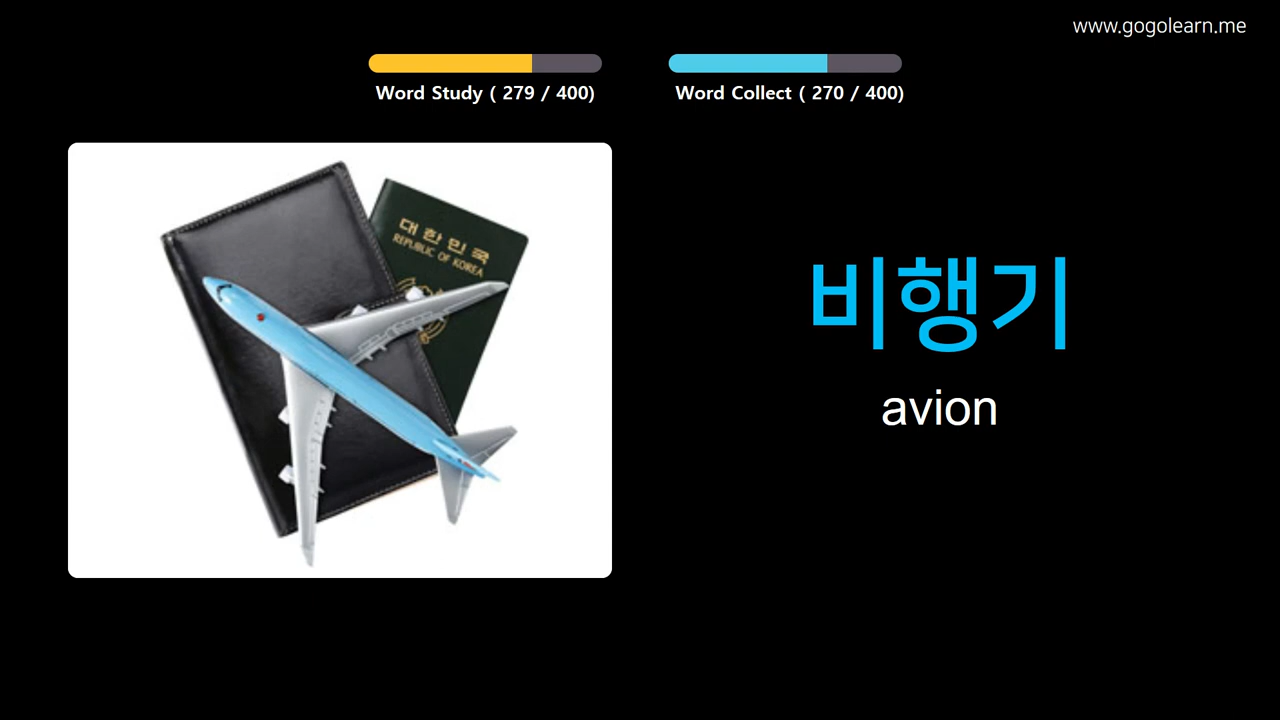 www.gogolearn.me
Word Study ( 279 / 400)
Word Collect ( 270 / 400)
대한민국
REPUBLIC OF KOREA
비행기
avion